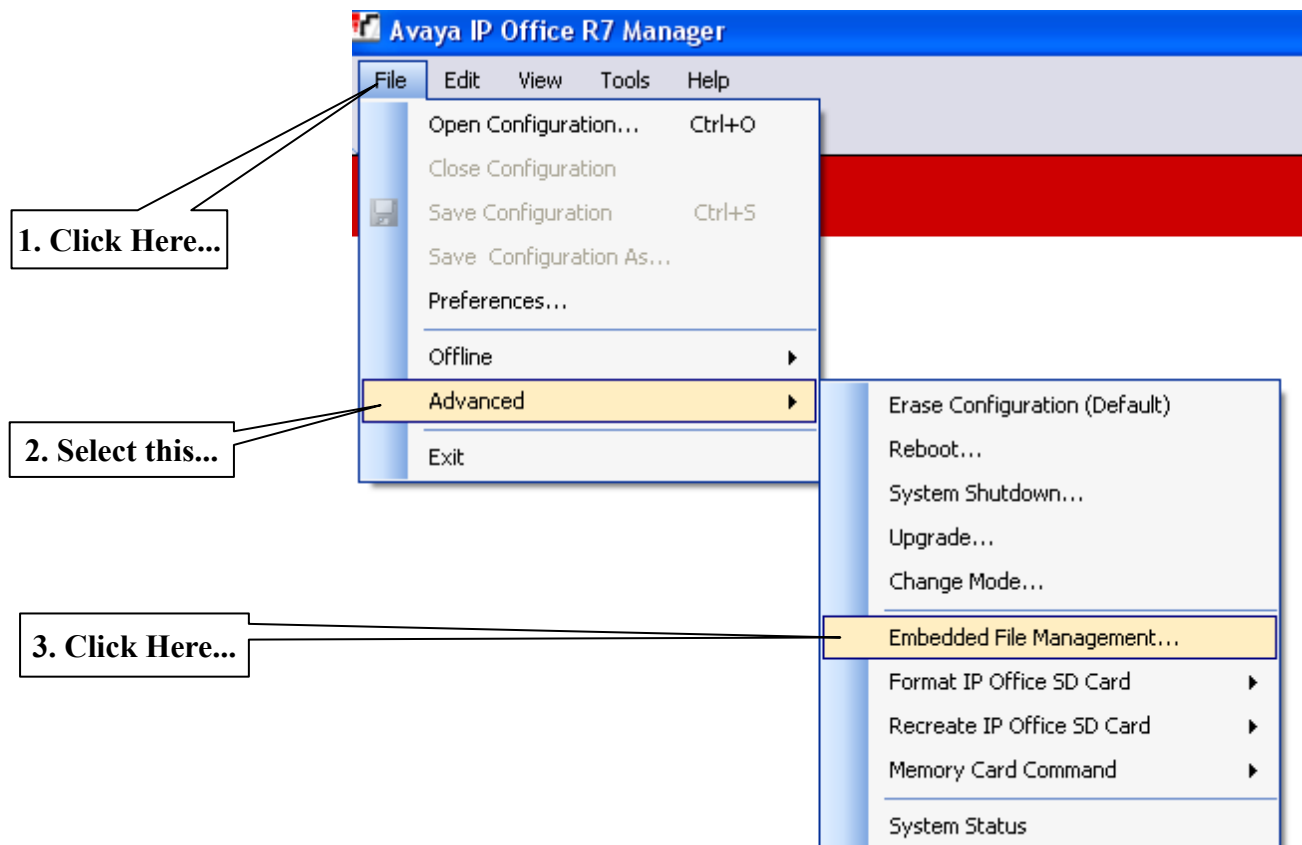 Avaya IP Office R7 Manager
File Edit View Tools Help
Open Configuration... Ctrl+O
Close Configuration
Save Configuration Ctrl+S
Save Configuration As...
Preferences...
Offline
Advanced
Exit
Erase Configuration (Default)
Reboot...
System Shutdown...
Upgrade...
Change Mode...
Embedded File Management...
Format IP Office SD Card
Recreate IP Office SD Card
Memory Card Command
System Status
1. Click Here...
2. Select this...
3. Click Here...